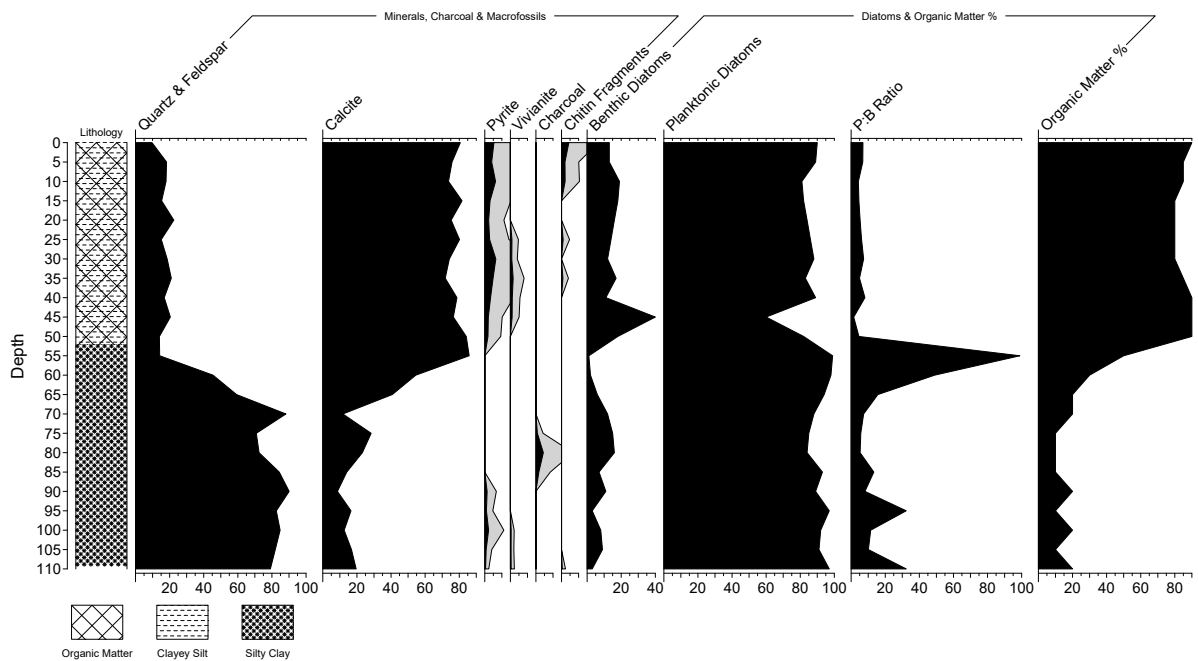 Minerals, Charcoal & Macrofossils
Diatoms & Organic Matter %
Quartz & Feldspar
Calcite
Pyrite
Vivianite
Charcoal
Chitin Fragments
Benthic Diatoms
Planktonic Diatoms
P:B Ratio
Organic Matter %
Lithology
Depth
0
5
10
15
20
25
30
35
40
45
50
55
60
65
70
75
80
85
90
95
100
105
110
20 40 60 80 100
20 40 60 80
20 40
20 40 60 80 100
20 40 60 80 100
20 40 60 80
Organic Matter
Clayey Silt
Silty Clay